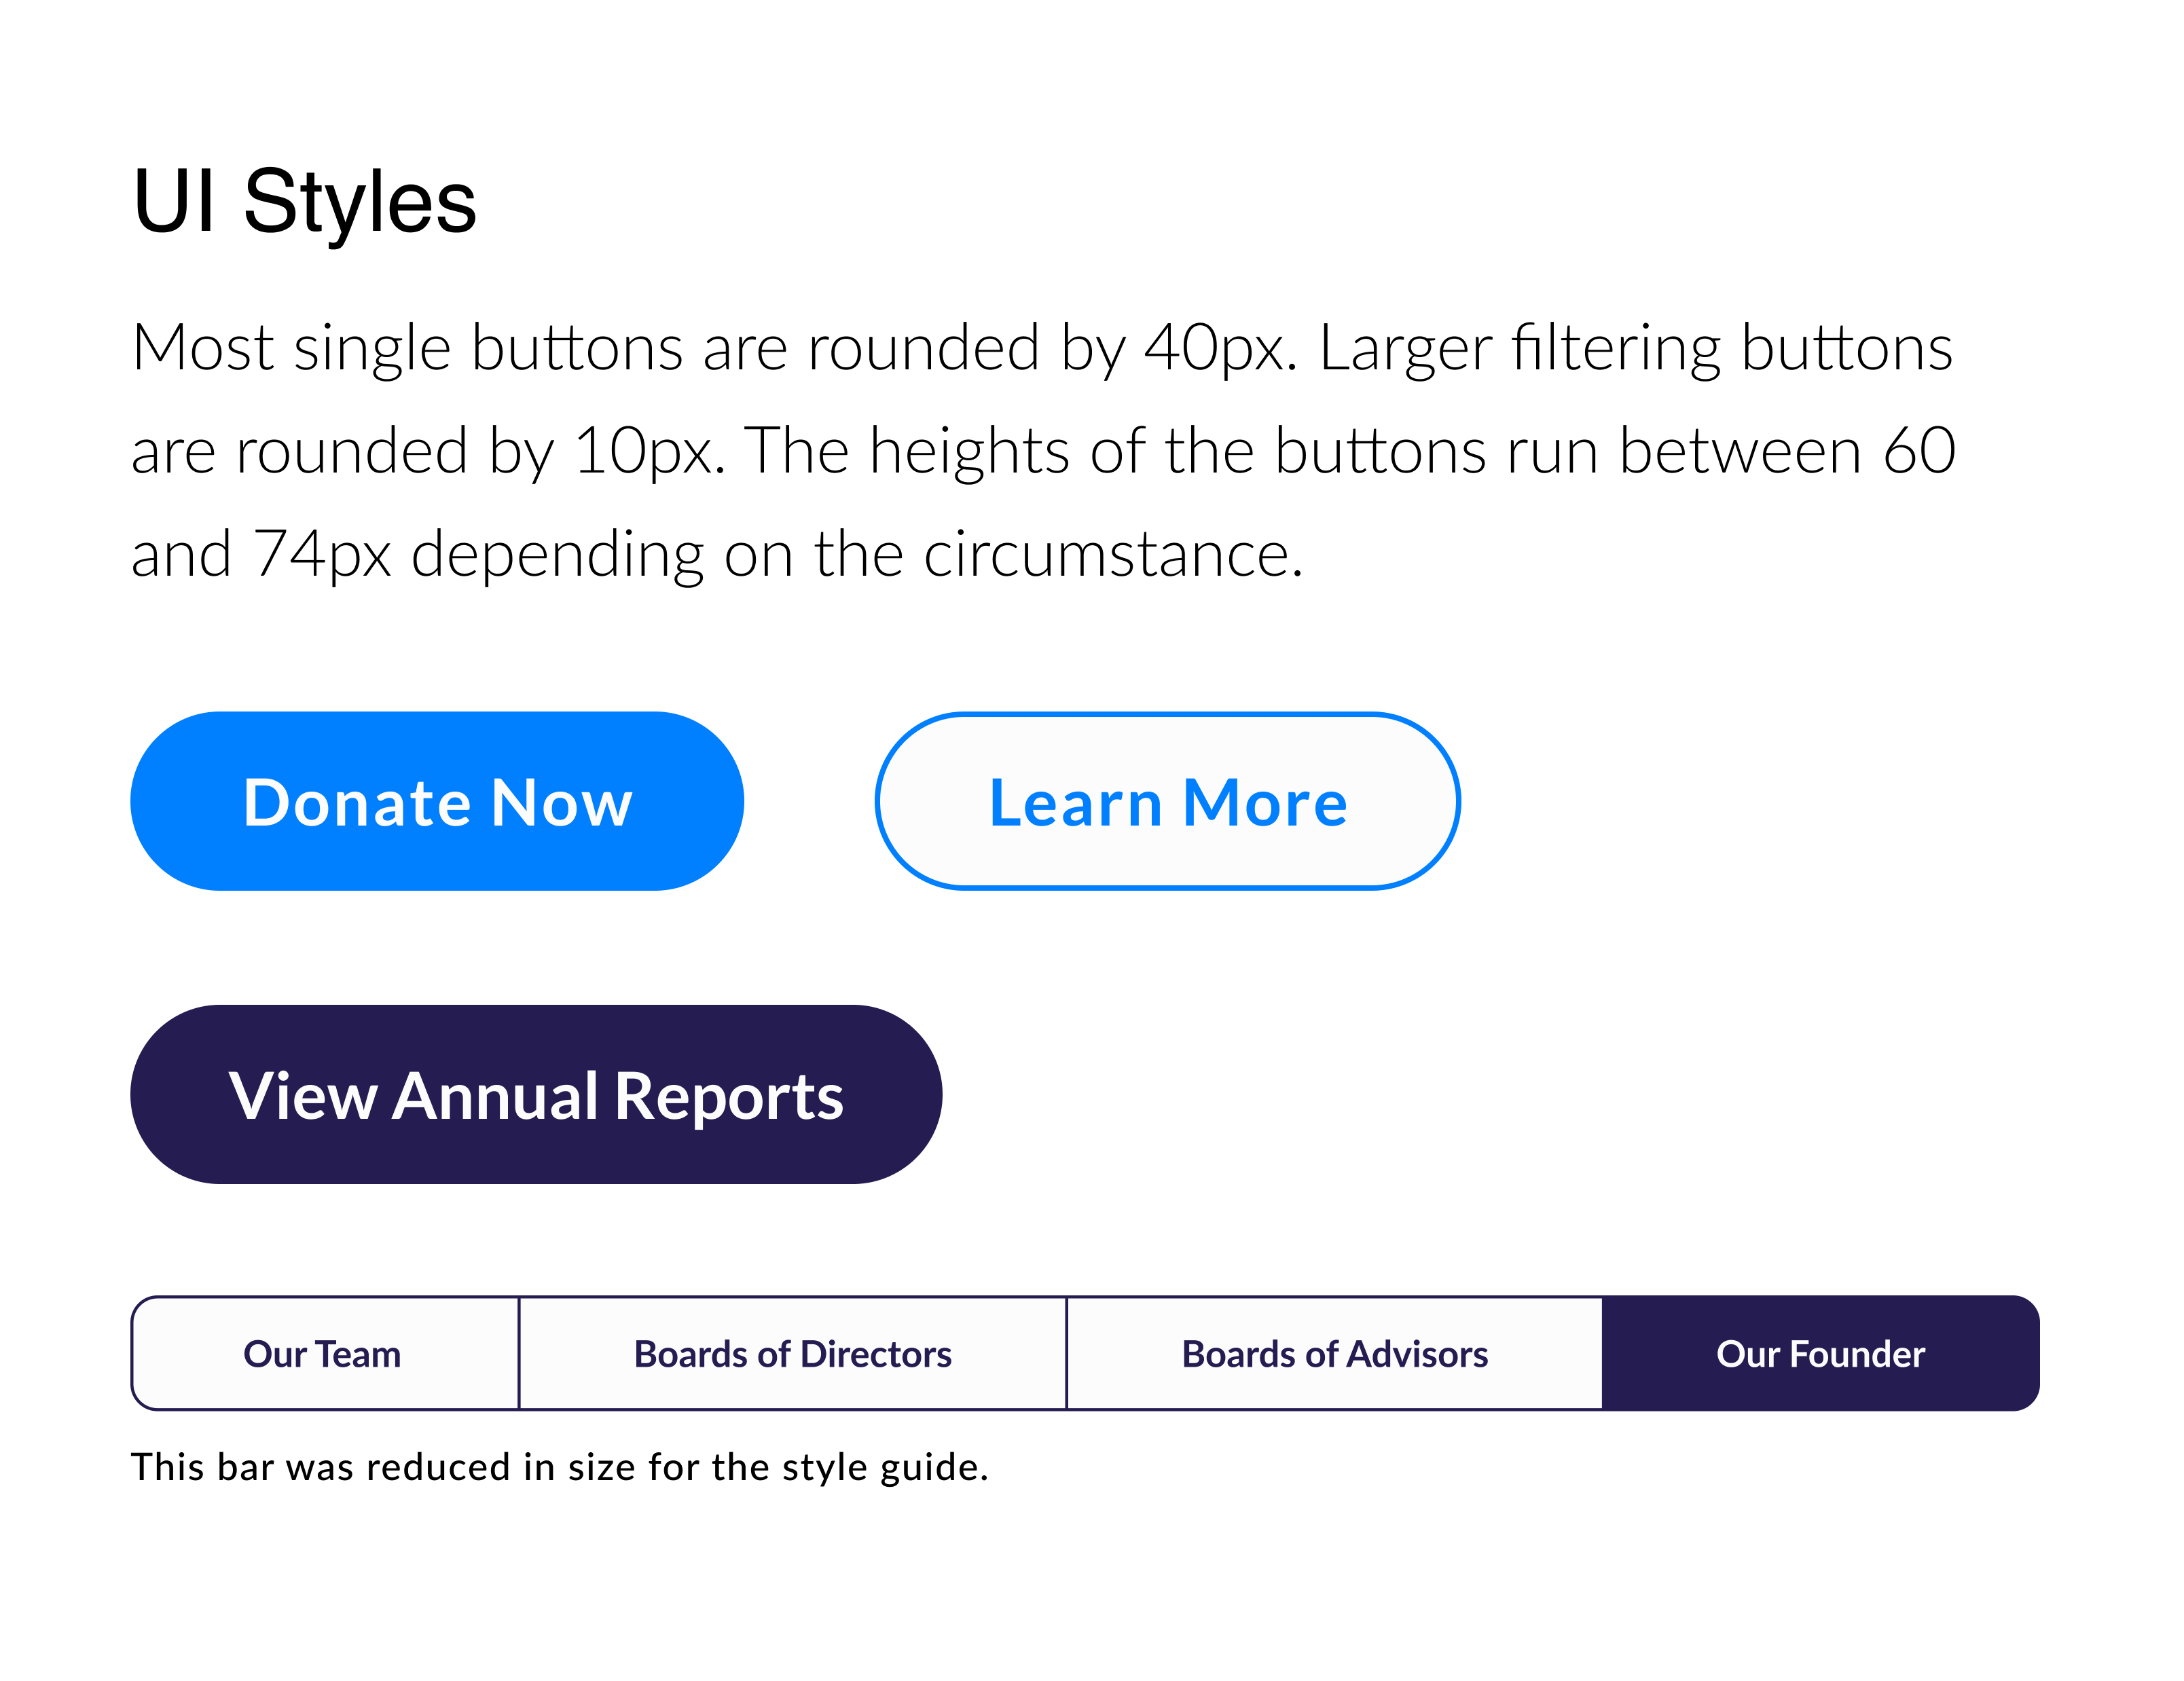 UI Styles
Most single buttons are rounded by 40px. Larger filtering buttons
are rounded by 10px. The heights of the buttons run between 60
and 74px depending on the circumstance.
Donate Now
Learn More
View Annual Reports
Our Team
Boards of Directors
Boards of Advisors
Our Founder
This bar was reduced in size for the style guide.